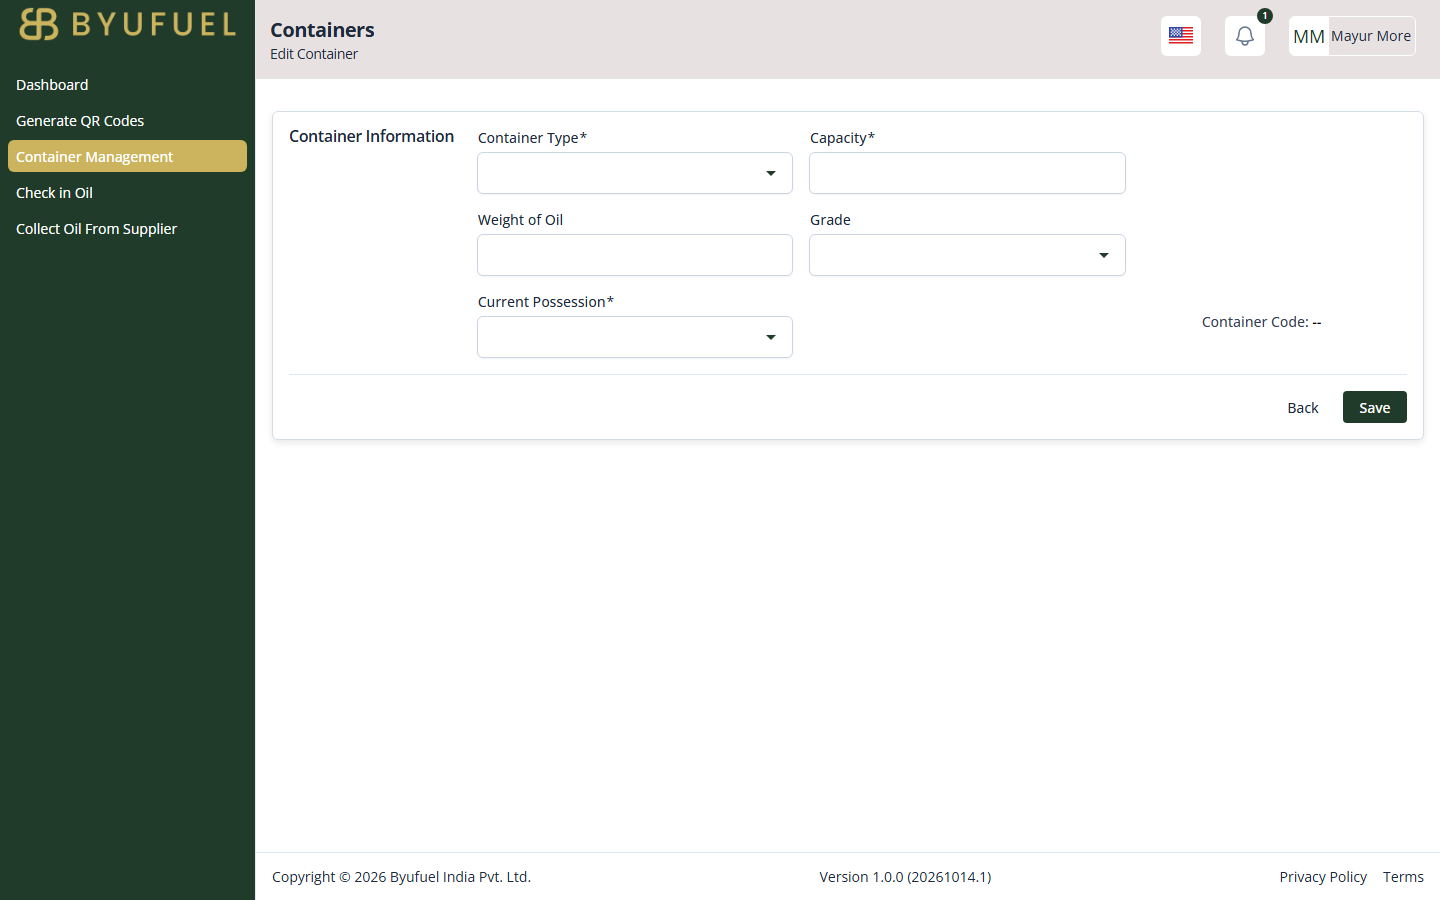 BYUFUEL
Dashboard
Generate QR Codes
Container Management
Check in Oil
Collect Oil From Supplier
Containers
Edit Container
1
MM Mayur More
Container Information
Container Type*
Capacity*
Weight of Oil
Grade
Current Possession*
Container Code: --
Back
Save
Copyright © 2026 Byufuel India Pvt. Ltd.
Version 1.0.0 (20261014.1)
Privacy Policy
Terms